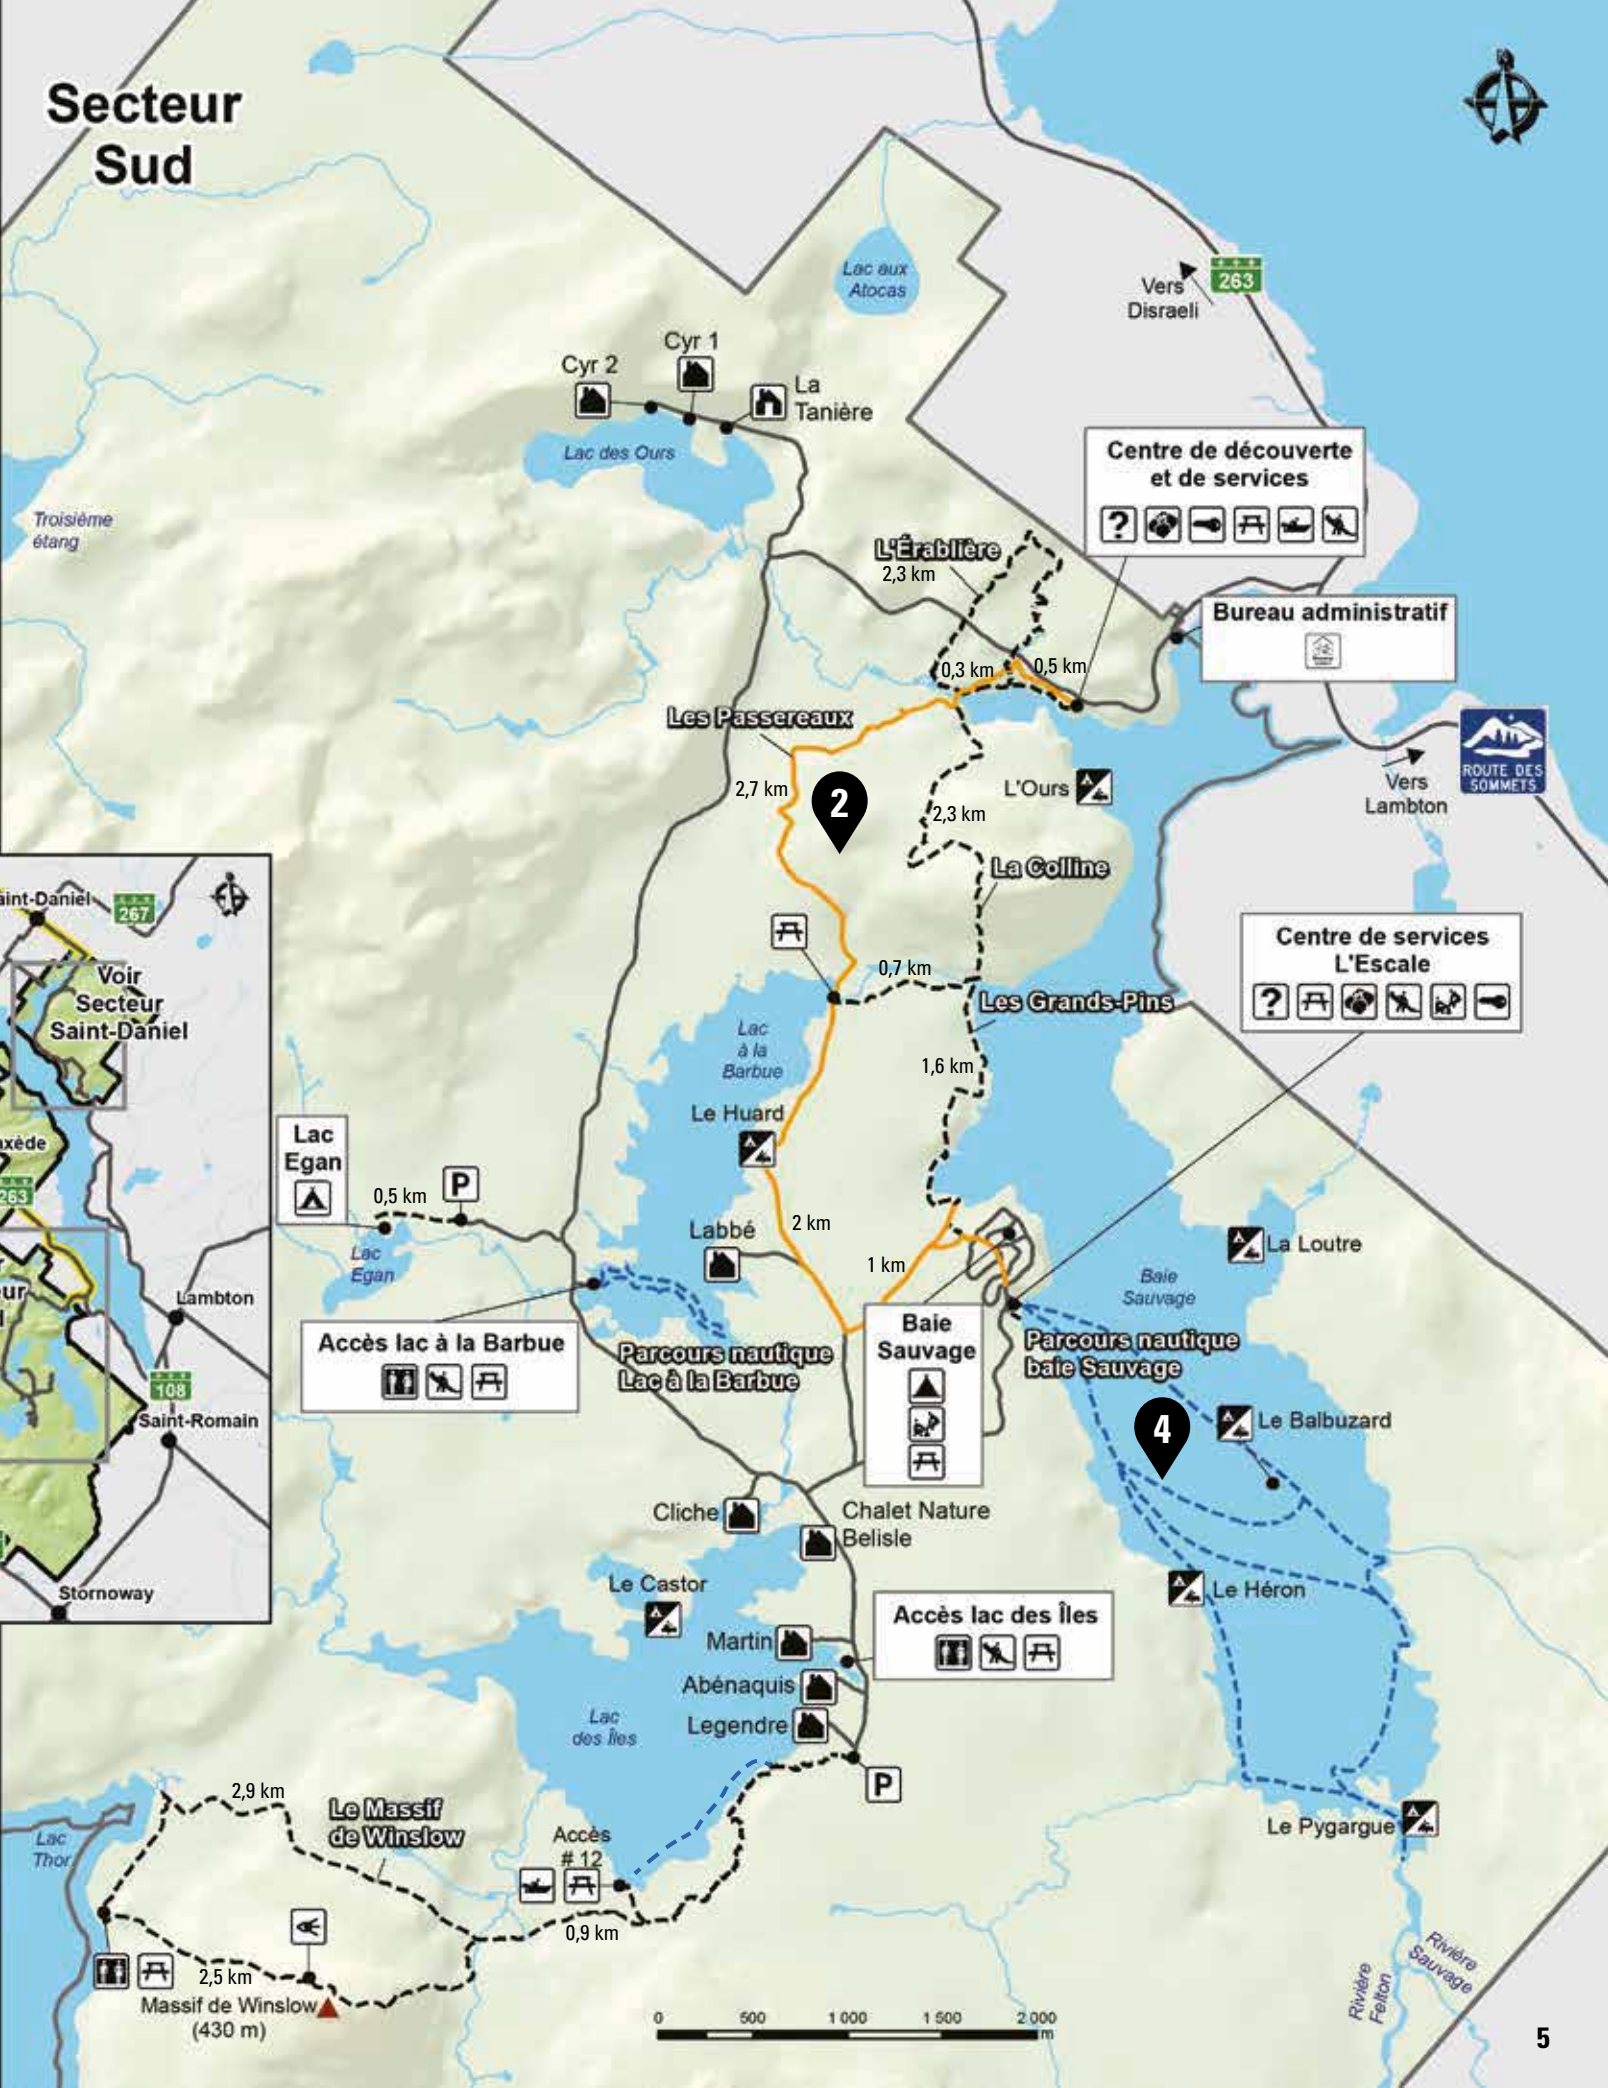 Secteur
Sud
Lac aux
Atocas
Vers
Disraeli
263
Cyr 1
Cyr 2
La
Tanière
Lac des Ours
Centre de découverte
et de services
?
Troisième
étang
L'Érablière
2,3 km
Bureau administratif
0,3 km
0,5 km
Les Passereaux
2,7 km
2
L'Ours
2,3 km
ROUTE DES
SOMMETS
Vers
Lambton
La Colline
Centre de services
L'Escale
?
0,7 km
Les Grands-Pins
Lac
à la
Barbue
1,6 km
Le Huard
aint-Daniel
267
Voir
Secteur
Saint-Daniel
axède
263
eur
Lambton
108
Saint-Romain
Stornoway
Lac
Egan
0,5 km
P
Lac
Egan
Labbé
2 km
1 km
La Loutre
Baie
Sauvage
Accès lac à la Barbue
Parcours nautique
Lac à la Barbue
Baie
Sauvage
Parcours nautique
baie Sauvage
4
Le Balbuzard
Cliche
Chalet Nature
Belisle
Le Castor
Le Héron
Accès lac des Îles
Martin
Abénaquis
Legendre
Lac
des Îles
P
2,9 km
Le Massif
de Winslow
Lac
Thor
Accès
# 12
Le Pygargue
0,9 km
2,5 km
Massif de Winslow
(430 m)
Rivière
Sauvage
Rivière
Felton
0 500 1 000 1 500 2 000
m
5